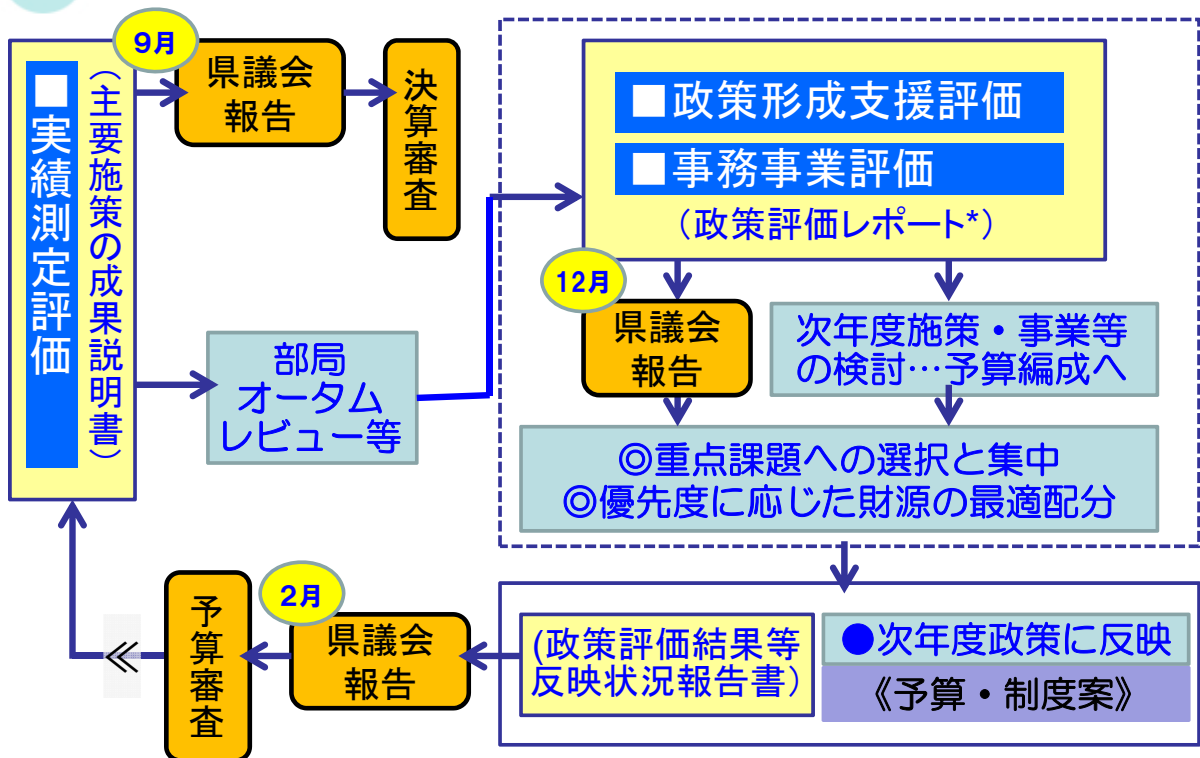 ■実績測定評価
（主要施策の成果説明書）
9月
県議会
報告
決算審査
部局
オータム
レビュー等
■政策形成支援評価
■事務事業評価
（政策評価レポート*）
12月
県議会
報告
次年度施策・事業等
の検討…予算編成へ
◎重点課題への選択と集中
◎優先度に応じた財源の最適配分
●次年度政策に反映
《予算・制度案》
(政策評価結果等
反映状況報告書）
2月
県議会
報告
予算審査
≪